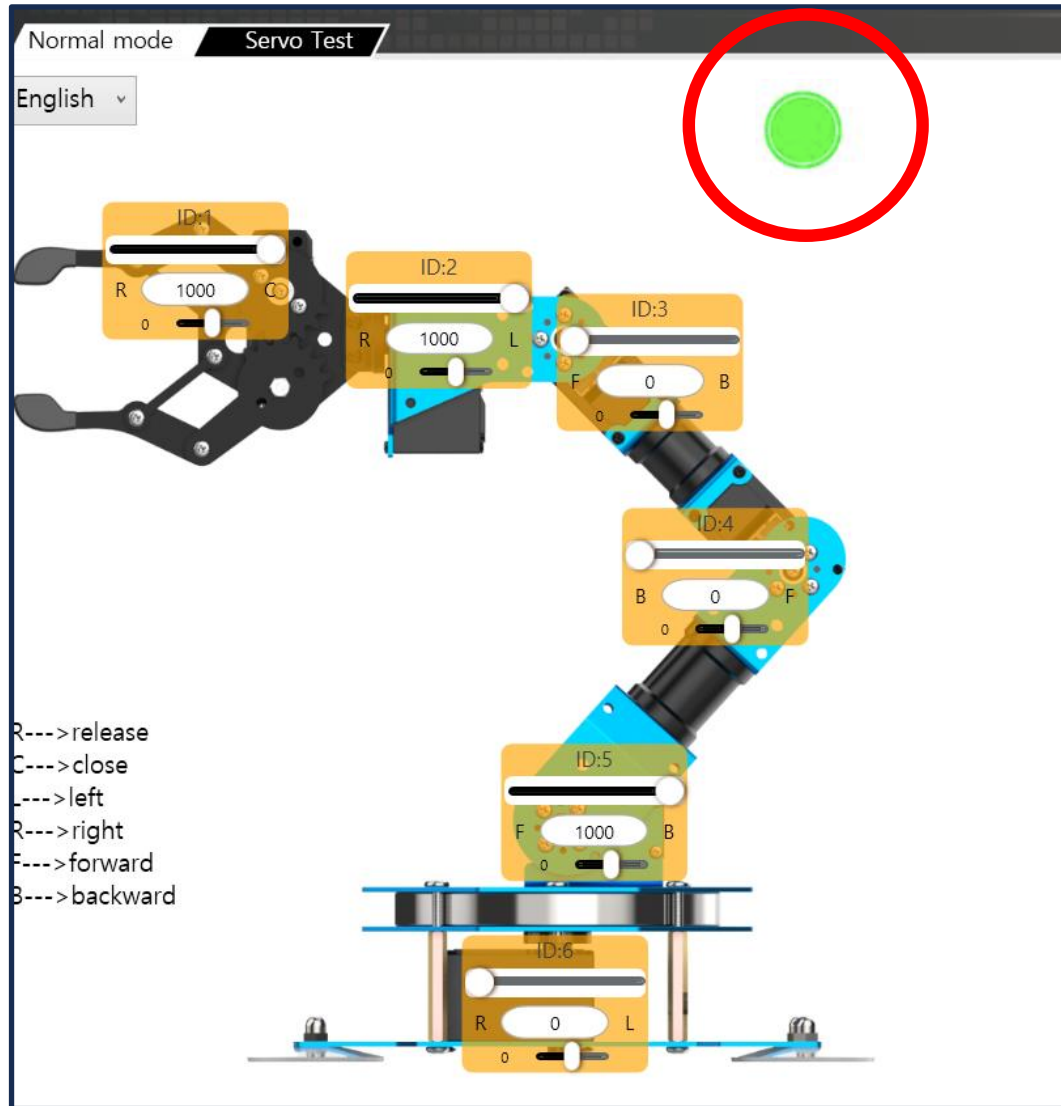 Normal mode Servo Test
English
ID:1
R 1000 C
0
ID:2
R 1000 L
0
ID:3
F 0 B
0
ID:4
B 0 F
0
R--->release
C--->close
L--->left
R--->right
F--->forward
B--->backward
ID:5
F 1000 B
0
ID:6
R 0 L
0